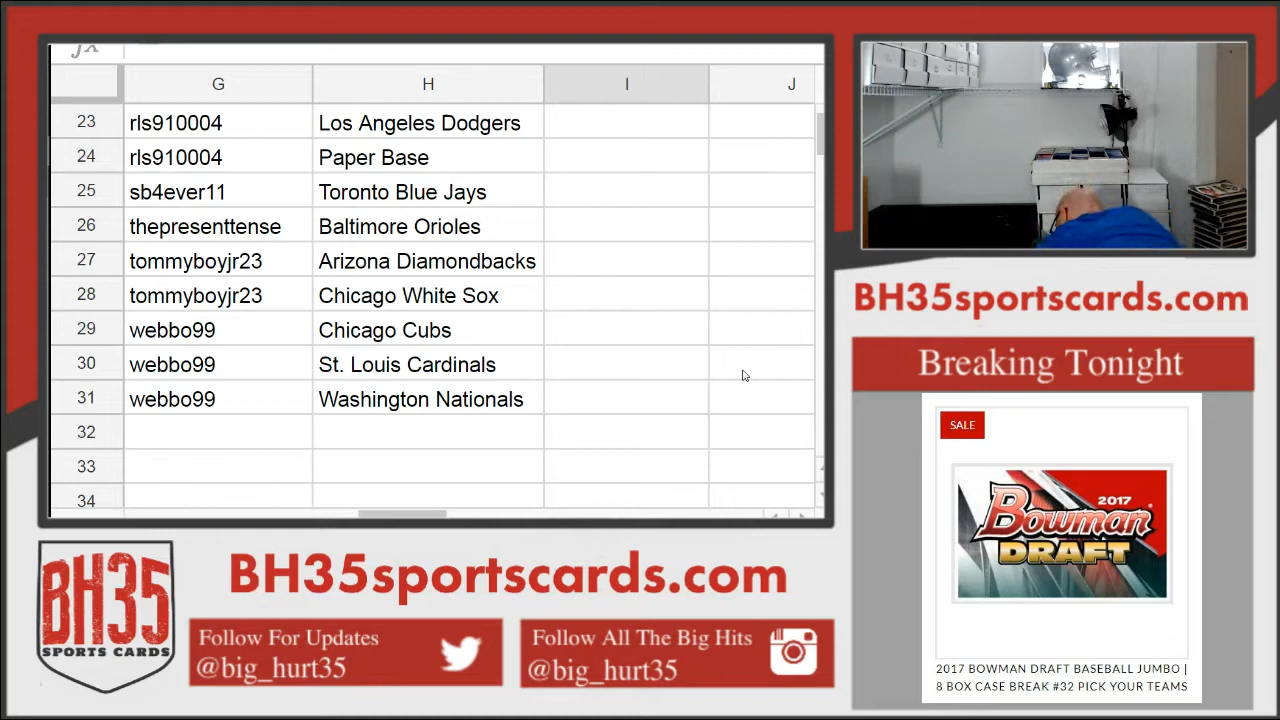 fx
G H I J
23 rls910004 Los Angeles Dodgers
24 rls910004 Paper Base
25 sb4ever11 Toronto Blue Jays
26 thepresenttense Baltimore Orioles
27 tommyboyjr23 Arizona Diamondbacks
28 tommyboyjr23 Chicago White Sox
29 webbo99 Chicago Cubs
30 webbo99 St. Louis Cardinals
31 webbo99 Washington Nationals
32
33
34
BH35sportscards.com
Breaking Tonight
SALE
2017
Bowman
DRAFT
2017 BOWMAN DRAFT BASEBALL JUMBO |
8 BOX CASE BREAK #32 PICK YOUR TEAMS
BH35
SPORTS CARDS
BH35sportscards.com
Follow For Updates
@big_hurt35
Follow All The Big Hits
@big_hurt35